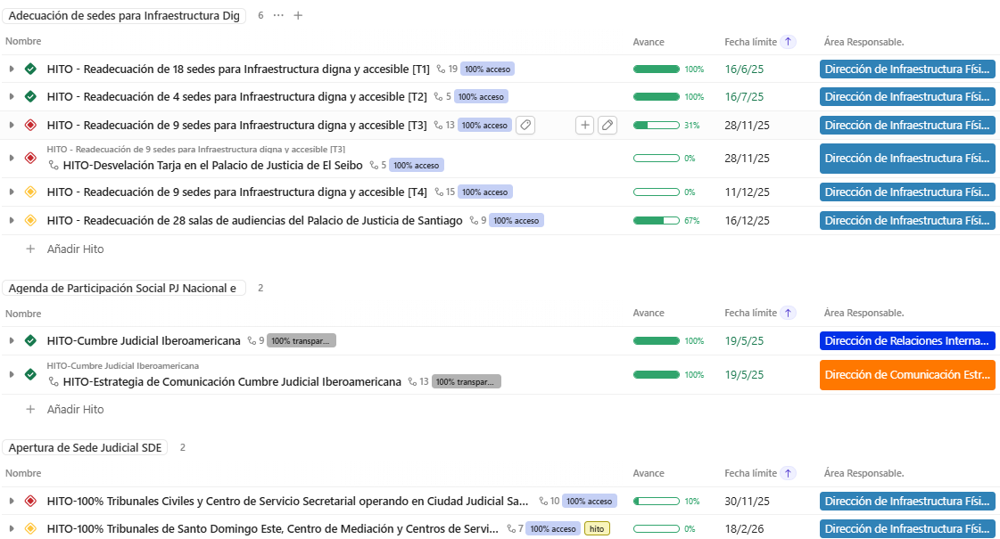 Adecuación de sedes para Infraestructura Dig 6
Nombre Avance Fecha límite Área Responsable.
HITO - Readecuación de 18 sedes para Infraestructura digna y accesible [T1] 19 100% acceso 100% 16/6/25 Dirección de Infraestructura Físi...
HITO - Readecuación de 4 sedes para Infraestructura digna y accesible [T2] 5 100% acceso 100% 16/7/25 Dirección de Infraestructura Físi...
HITO - Readecuación de 9 sedes para Infraestructura digna y accesible [T3] 13 100% acceso 31% 28/11/25 Dirección de Infraestructura Físi...
HITO - Readecuación de 9 sedes para Infraestructura digna y accesible [T3]
HITO-Desvelación Tarja en el Palacio de Justicia de El Seibo 5 100% acceso 0% 28/11/25 Dirección de Infraestructura Físi...
HITO - Readecuación de 9 sedes para Infraestructura digna y accesible [T4] 15 100% acceso 0% 11/12/25 Dirección de Infraestructura Físi...
HITO - Readecuación de 28 salas de audiencias del Palacio de Justicia de Santiago 9 100% acceso 67% 16/12/25 Dirección de Infraestructura Físi...
Añadir Hito
Agenda de Participación Social PJ Nacional e 2
Nombre Avance Fecha límite Área Responsable.
HITO-Cumbre Judicial Iberoamericana 9 100% transpar... 100% 19/5/25 Dirección de Relaciones Interna...
HITO-Cumbre Judicial Iberoamericana
HITO-Estrategia de Comunicación Cumbre Judicial Iberoamericana 13 100% transpar... 100% 19/5/25 Dirección de Comunicación Estr...
Añadir Hito
Apertura de Sede Judicial SDE 2
Nombre Avance Fecha límite Área Responsable.
HITO-100% Tribunales Civiles y Centro de Servicio Secretarial operando en Ciudad Judicial Sa... 10 100% acceso 10% 30/11/25 Dirección de Infraestructura Físi...
HITO-100% Tribunales de Santo Domingo Este, Centro de Mediación y Centros de Servi... 7 100% acceso hito 0% 18/2/26 Dirección de Infraestructura Físi...